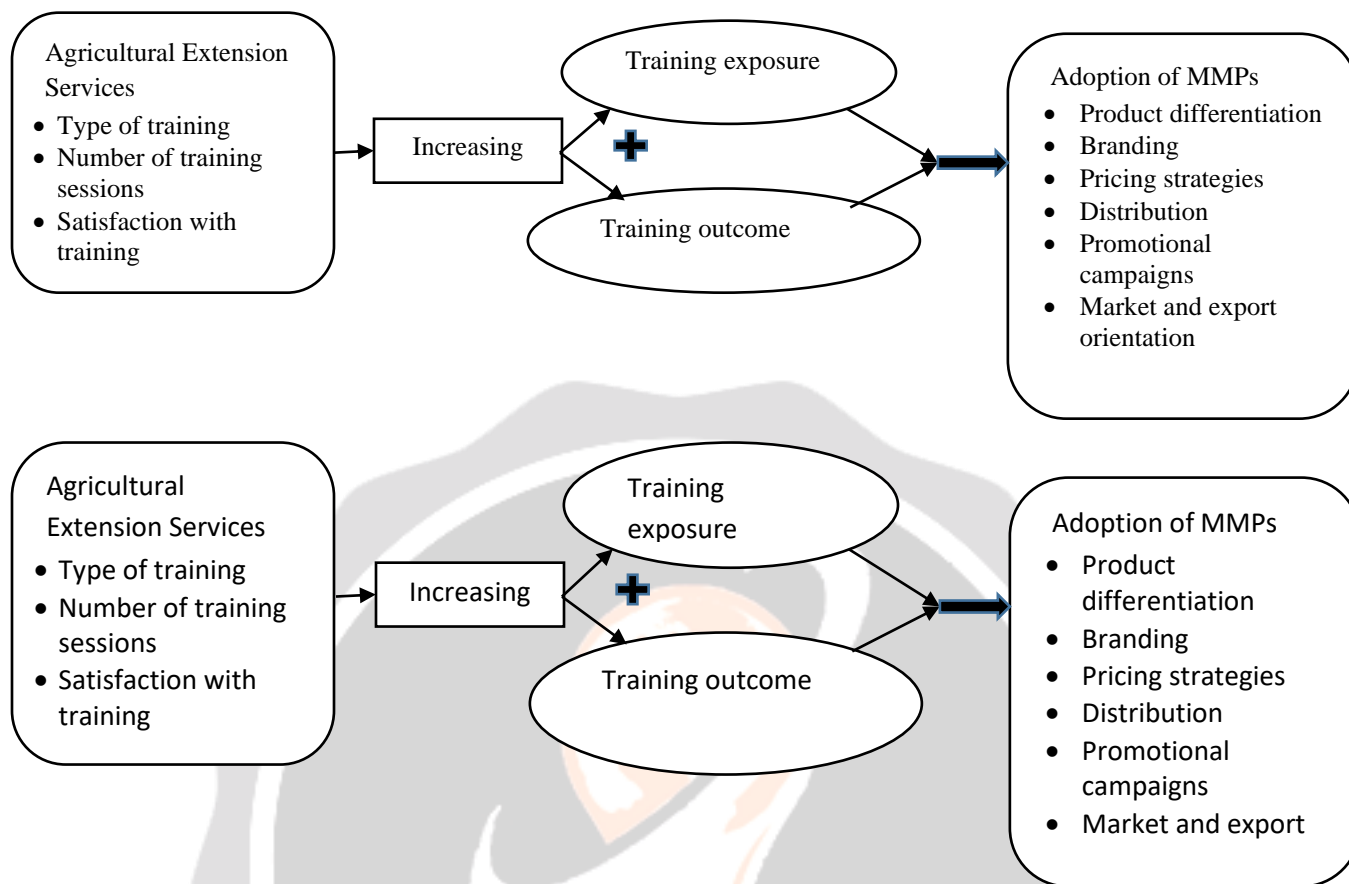 Agricultural Extension
Services
• Type of training
• Number of training
sessions
• Satisfaction with
training
Increasing
Training exposure
Training outcome
Adoption of MMPs
• Product differentiation
• Branding
• Pricing strategies
• Distribution
• Promotional
campaigns
• Market and export
orientation
Agricultural
Extension Services
• Type of training
• Number of training
sessions
• Satisfaction with
training
Increasing
Training
exposure
Training outcome
Adoption of MMPs
• Product
differentiation
• Branding
• Pricing strategies
• Distribution
• Promotional
campaigns
• Market and export